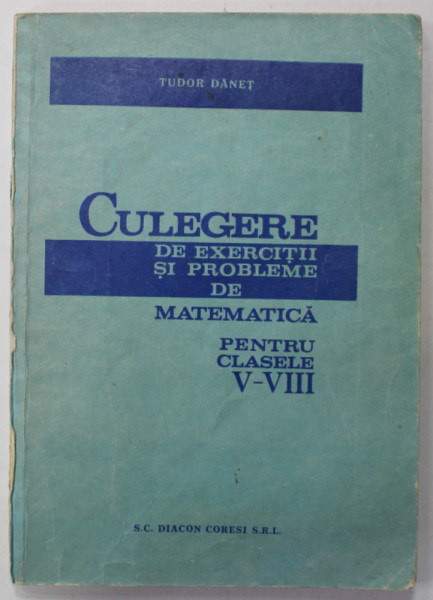 TUDOR DĂNEȚ
CULEGERE
DE EXERCIȚII
ȘI PROBLEME
DE
MATEMATICĂ
PENTRU
CLASELE
V-VIII
S.C. DIACON CORESI S.R.L.